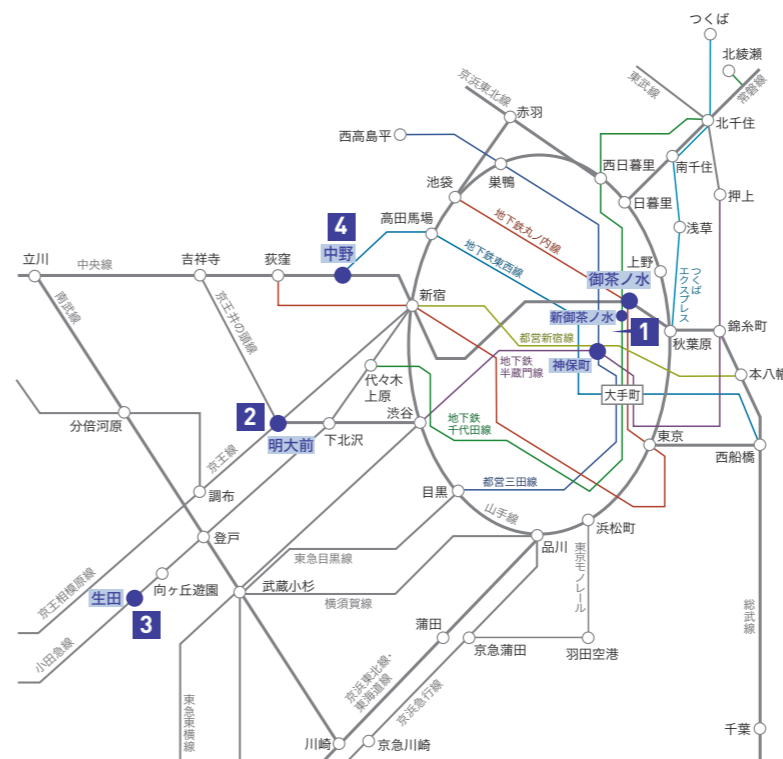 つくば
北綾瀬
東武線
常磐線
京浜東北線
赤羽
北千住
西高島平
巣鴨
西日暮里
南千住
池袋
日暮里
押上
4
中野
高田馬場
地下鉄丸ノ内線
浅草
立川
中央線
吉祥寺
荻窪
地下鉄東西線
上野
御茶ノ水
つくば
エクスプレス
南武線
京王井の頭線
新宿
新御茶ノ水
1
都営新宿線
秋葉原
錦糸町
地下鉄
半蔵門線
神保町
代々木
上原
本八幡
大手町
2
明大前
下北沢
渋谷
地下鉄
千代田線
分倍河原
京王線
東京
西船橋
調布
目黒
都営三田線
山手線
浜松町
登戸
品川
東急目黒線
東京モノレール
京王相模原線
生田
向ヶ丘遊園
武蔵小杉
横須賀線
3
小田急線
蒲田
京急蒲田
羽田空港
総武線
京浜東北線・
東海道線
京浜急行線
東急東横線
川崎
京急川崎
千葉